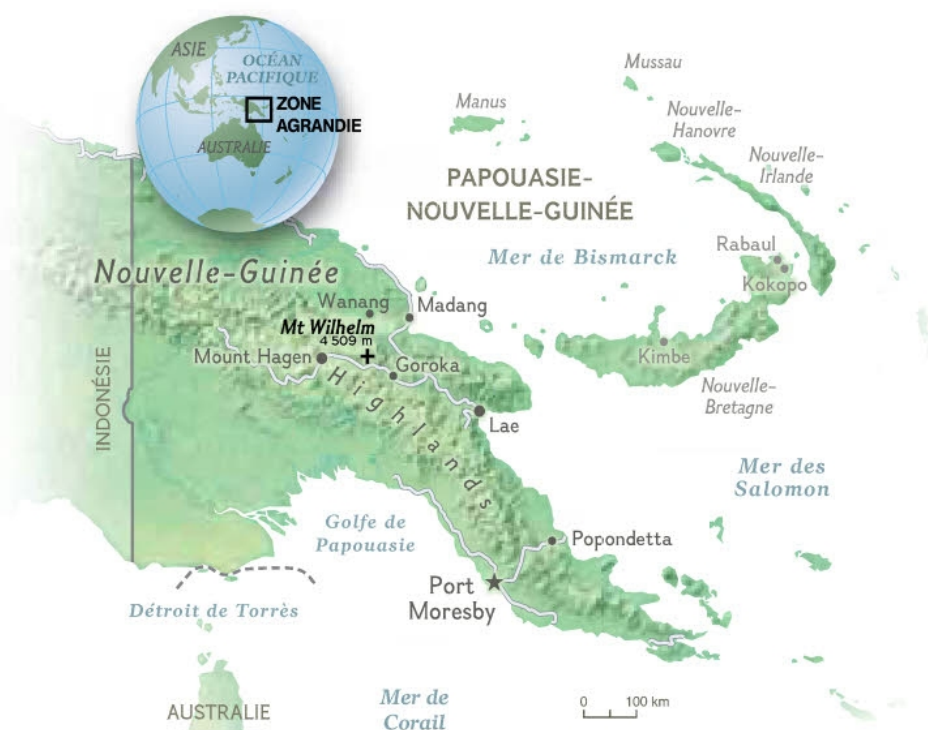 ASIE
OCÉAN
PACIFIQUE
ZONE
AGRANDIE
AUSTRALIE
Mussau
Manus
Nouvelle-
Hanovre
Nouvelle-
Irlande
PAPOUASIE-
NOUVELLE-GUINÉE
Mer de Bismarck
Rabaul
Kokopo
Nouvelle-Guinée
Wanang
Madang
Mt Wilhelm
4 509 m
Mount Hagen
Goroka
Kimbe
Nouvelle-
Bretagne
Highlands
Lae
INDONÉSIE
Mer des
Salomon
Golfe de
Papouasie
Popondetta
Port
Moresby
Détroit de Torrès
AUSTRALIE
Mer de
Corail
0 100 km